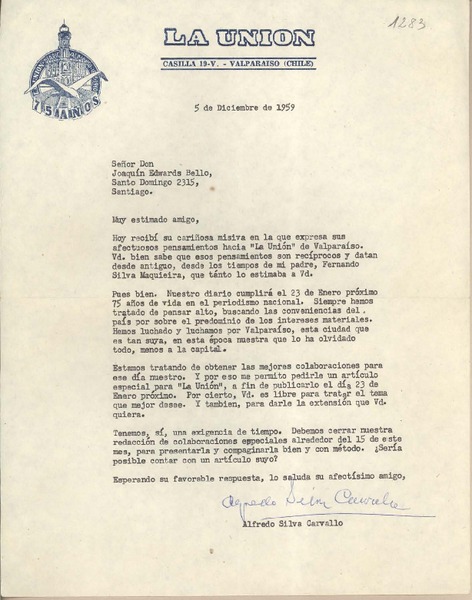 1283
LA UNION
CASILLA 19-V. - VALPARAISO (CHILE)
75 AÑOS
5 de Diciembre de 1959
Señor Don
Joaquín Edwards Bello,
Santo Domingo 2315,
Santiago.
Muy estimado amigo,
Hoy recibí su cariñosa misiva en la que expresa sus
afectuosos pensamientos hacia "La Unión" de Valparaíso.
Vd. bien sabe que esos pensamientos son recíprocos y datan
desde antiguo, desde los tiempos de mi padre, Fernando
Silva Maquieira, que tánto lo estimaba a Vd.
Pues bien. Nuestro diario cumplirá el 23 de Enero próximo
75 años de vida en el periodismo nacional. Siempre hemos
tratado de pensar alto, buscando las conveniencias del
país por sobre el predominio de los intereses materiales.
Hemos luchado y luchamos por Valparaíso, esta ciudad que
es tan suya, en esta época nuestra que lo ha olvidado
todo, menos a la capital.
Estamos tratando de obtener las mejores colaboraciones para
ese día nuestro. Y por eso me permito pedirle un artículo
especial para "La Unión", a fin de publicarlo el día 23 de
Enero próximo. Por cierto, Vd. es libre para tratar el tema
que mejor desee. Y tambien, para darle la extensión que Vd.
quiera.
Tenemos, sí, una exigencia de tiempo. Debemos cerrar nuestra
redacción de colaboraciones especiales alrededor del 15 de este
mes, para presentarla y compaginarla bien y con método. ¿Sería
posible contar con un artículo suyo?
Esperando su favorable respuesta, lo saluda su afectísimo amigo,
Alfredo Silva Carvallo
Alfredo Silva Carvallo